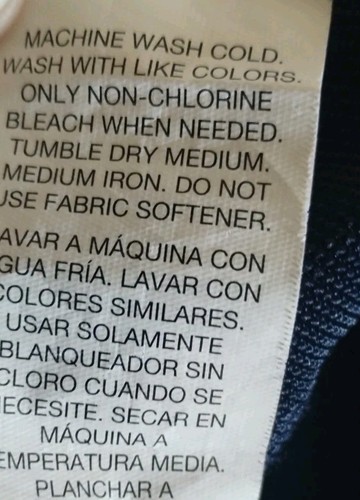 MACHINE WASH COLD.
WASH WITH LIKE COLORS.
ONLY NON-CHLORINE
BLEACH WHEN NEEDED.
TUMBLE DRY MEDIUM.
MEDIUM IRON. DO NOT
USE FABRIC SOFTENER.
AVAR A MÁQUINA CON
GUA FRÍA. LAVAR CON
COLORES SIMILARES.
USAR SOLAMENTE
BLANQUEADOR SIN
CLORO CUANDO SE
ECESITE. SECAR EN
MÁQUINA A
EMPERATURA MEDIA.
PLANCHAR A